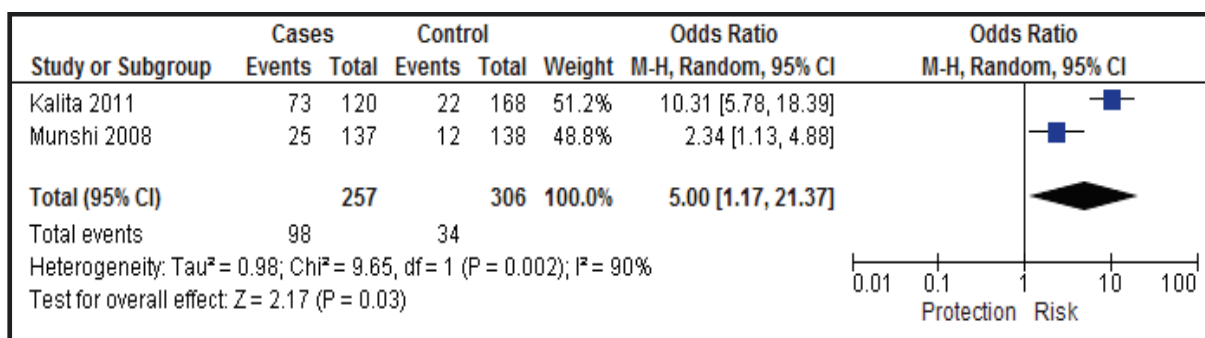 Cases Control Odds Ratio Odds Ratio
Study or Subgroup Events Total Events Total Weight M-H, Random, 95% CI M-H, Random, 95% CI
Kalita 2011 73 120 22 168 51.2% 10.31 [5.78, 18.39]
Munshi 2008 25 137 12 138 48.8% 2.34 [1.13, 4.88]
Total (95% CI) 257 306 100.0% 5.00 [1.17, 21.37]
Total events 98 34
Heterogeneity: Tau² = 0.98; Chi² = 9.65, df = 1 (P = 0.002); I² = 90%
Test for overall effect: Z = 2.17 (P = 0.03)
0.01 0.1 1 10 100
Protection Risk